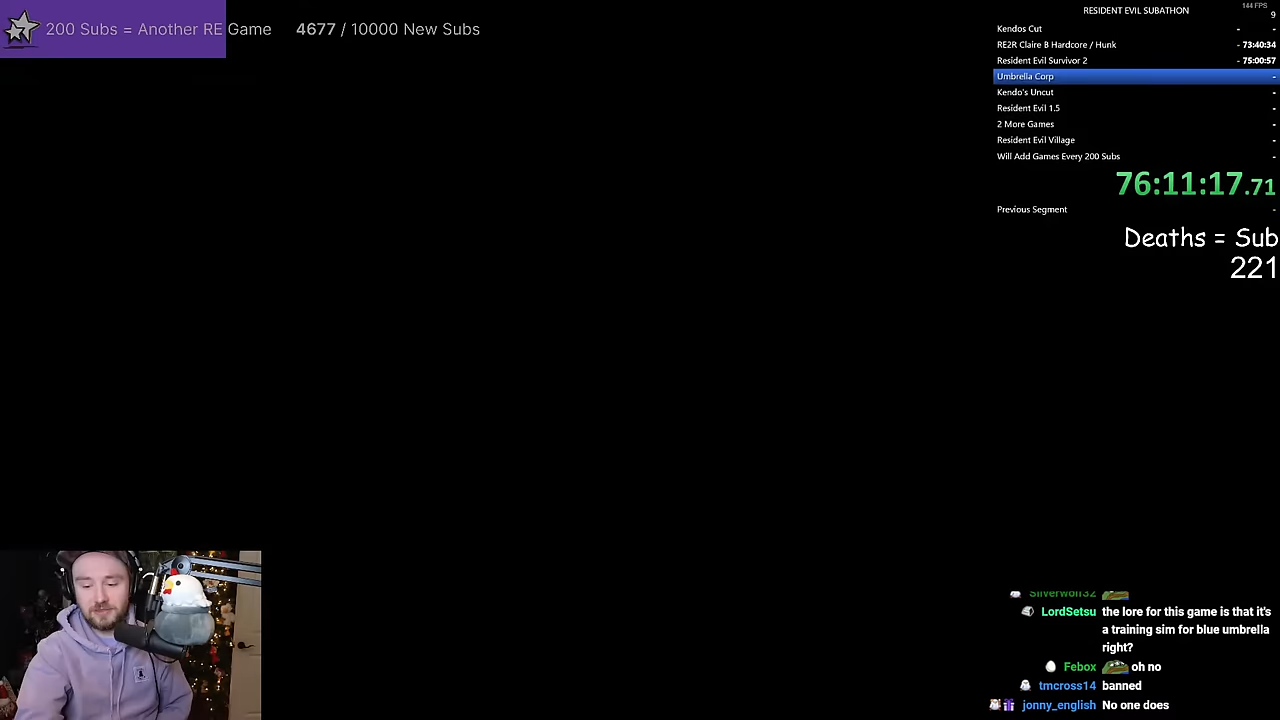 200 Subs = Another RE Game 4677 / 10000 New Subs
144 FPS
RESIDENT EVIL SUBATHON
9
Kendos Cut - -
RE2R Claire B Hardcore / Hunk - 73:40:34
Resident Evil Survivor 2 - 75:00:57
Umbrella Corp -
Kendo's Uncut -
Resident Evil 1.5 -
2 More Games -
Resident Evil Village -
Will Add Games Every 200 Subs -
76:11:17.71
Previous Segment -
Deaths = Sub
221
Silverwolf32
LordSetsu the lore for this game is that it's
a training sim for blue umbrella
right?
Febox oh no
tmcross14 banned
jonny_english No one does